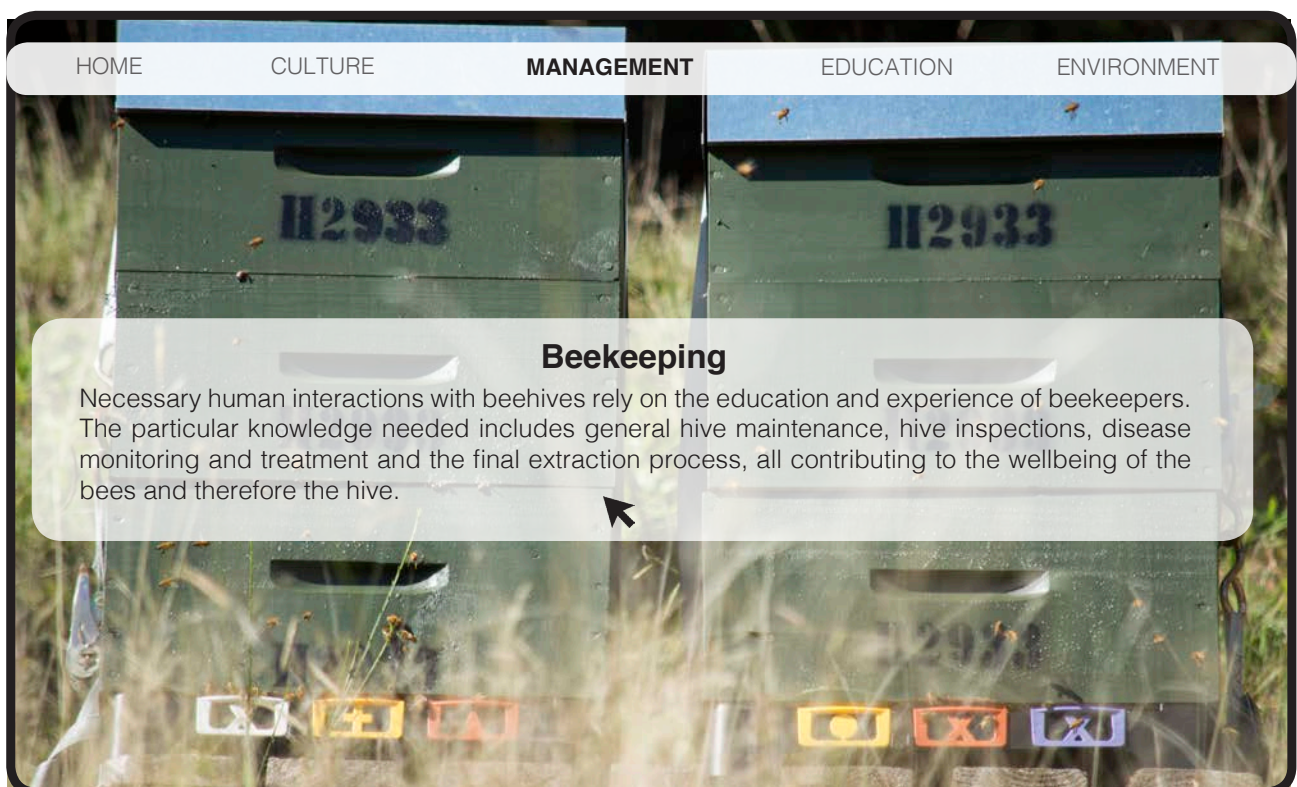 HOME CULTURE MANAGEMENT EDUCATION ENVIRONMENT
H2933 H2933
Beekeeping
Necessary human interactions with beehives rely on the education and experience of beekeepers.
The particular knowledge needed includes general hive maintenance, hive inspections, disease
monitoring and treatment and the final extraction process, all contributing to the wellbeing of the
bees and therefore the hive.